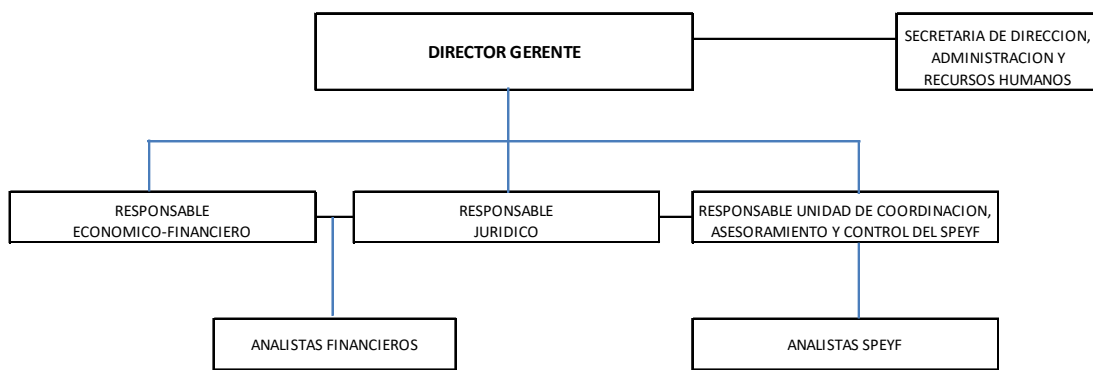 DIRECTOR GERENTE
SECRETARIA DE DIRECCION,
ADMINISTRACION Y
RECURSOS HUMANOS
RESPONSABLE
ECONOMICO-FINANCIERO
RESPONSABLE
JURIDICO
RESPONSABLE UNIDAD DE COORDINACION,
ASESORAMIENTO Y CONTROL DEL SPEYF
ANALISTAS FINANCIEROS
ANALISTAS SPEYF